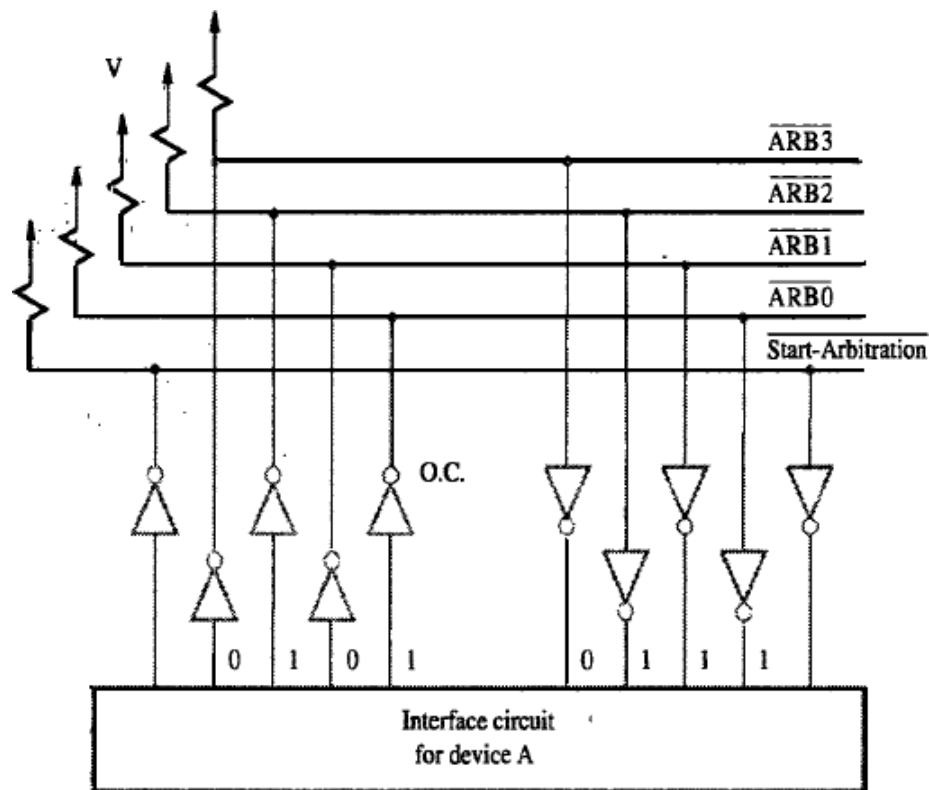 V
ARB3
ARB2
ARB1
ARB0
Start-Arbitration
O.C.
0 1 0 1 0 1 1 1
Interface circuit
for device A